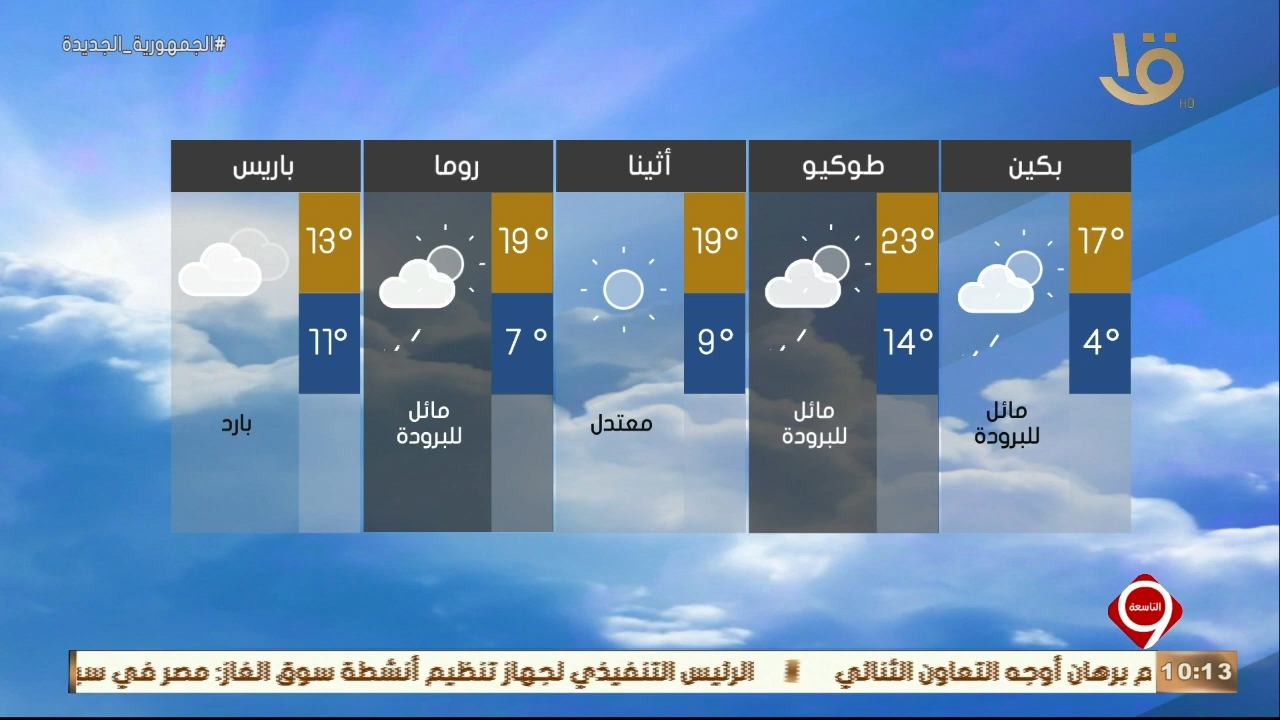 #الجمهورية_الجديدة
HD
بكين
17°
4°
مائل
للبرودة
طوكيو
23°
14°
مائل
للبرودة
أثينا
19°
9°
معتدل
روما
19°
7°
مائل
للبرودة
باريس
13°
11°
بارد
التاسعة
9
10:13
م برهان أوجه التعاون الثنائي
الرئيس التنفيذي لجهاز تنظيم أنشطة سوق الغاز: مصر في